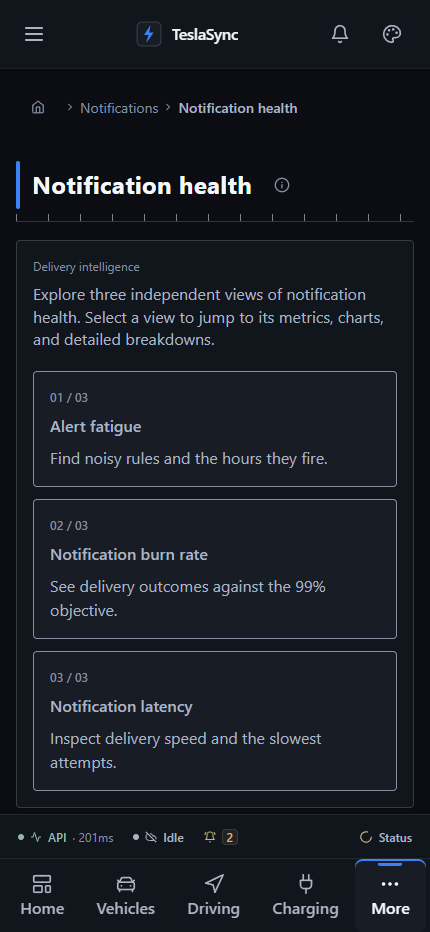 TeslaSync
Notifications
Notification health
Notification health
Delivery intelligence
Explore three independent views of notification
health. Select a view to jump to its metrics, charts,
and detailed breakdowns.
01 / 03
Alert fatigue
Find noisy rules and the hours they fire.
02 / 03
Notification burn rate
See delivery outcomes against the 99%
objective.
03 / 03
Notification latency
Inspect delivery speed and the slowest
attempts.
API · 201ms
Idle
2
Status
Home
Vehicles
Driving
Charging
More